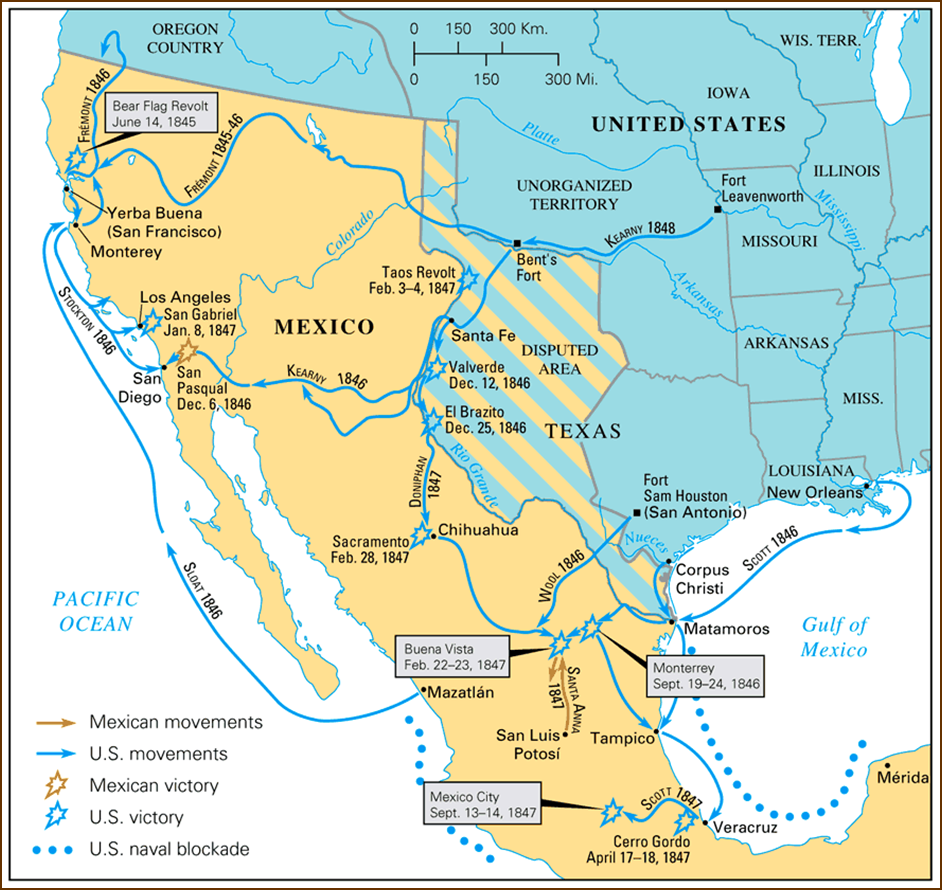 OREGON
COUNTRY
0 150 300 Km.
0 150 300 Mi.
WIS. TERR.
IOWA
UNITED STATES
ILLINOIS
Platte
UNORGANIZED
TERRITORY
Fort
Leavenworth
Mississippi
MISSOURI
KEARNY 1848
Bent's
Fort
Arkansas
ARKANSAS
MISS.
LOUISIANA
New Orleans
FRÉMONT 1846
Bear Flag Revolt
June 14, 1845
FRÉMONT 1845-46
Yerba Buena
(San Francisco)
Monterey
Colorado
Taos Revolt
Feb. 3–4, 1847
STOCKTON 1846
Los Angeles
San Gabriel
Jan. 8, 1847
MEXICO
Santa Fe
DISPUTED
AREA
Valverde
Dec. 12, 1846
San
Diego
San
Pasqual
Dec. 6, 1846
KEARNY 1846
El Brazito
Dec. 25, 1846
TEXAS
Rio Grande
DONIPHAN
1847
Fort
Sam Houston
(San Antonio)
Sacramento
Feb. 28, 1847
Chihuahua
Nueces
WOOL 1846
SCOTT 1846
Corpus
Christi
SLOAT 1846
PACIFIC
OCEAN
Matamoros
Gulf of
Mexico
Buena Vista
Feb. 22–23, 1847
Monterrey
Sept. 19–24, 1846
Mazatlán
SANTA ANNA
1847
San Luis
Potosí
Tampico
Mérida
Mexico City
Sept. 13–14, 1847
SCOTT 1847
Veracruz
Cerro Gordo
April 17–18, 1847
Mexican movements
U.S. movements
Mexican victory
U.S. victory
U.S. naval blockade